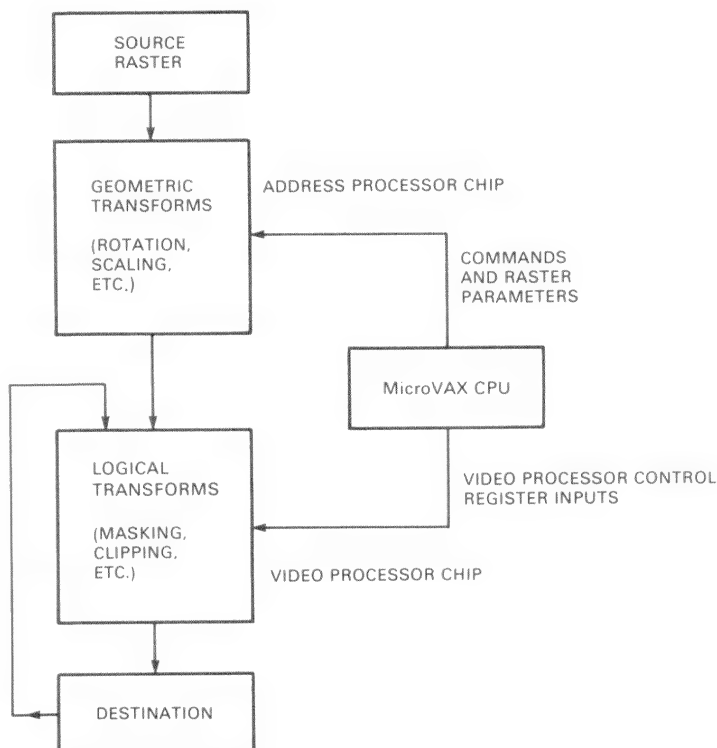 SOURCE
RASTER
GEOMETRIC
TRANSFORMS
(ROTATION,
SCALING,
ETC.)
ADDRESS PROCESSOR CHIP
COMMANDS
AND RASTER
PARAMETERS
MicroVAX CPU
LOGICAL
TRANSFORMS
(MASKING,
CLIPPING,
ETC.)
VIDEO PROCESSOR CONTROL
REGISTER INPUTS
VIDEO PROCESSOR CHIP
DESTINATION